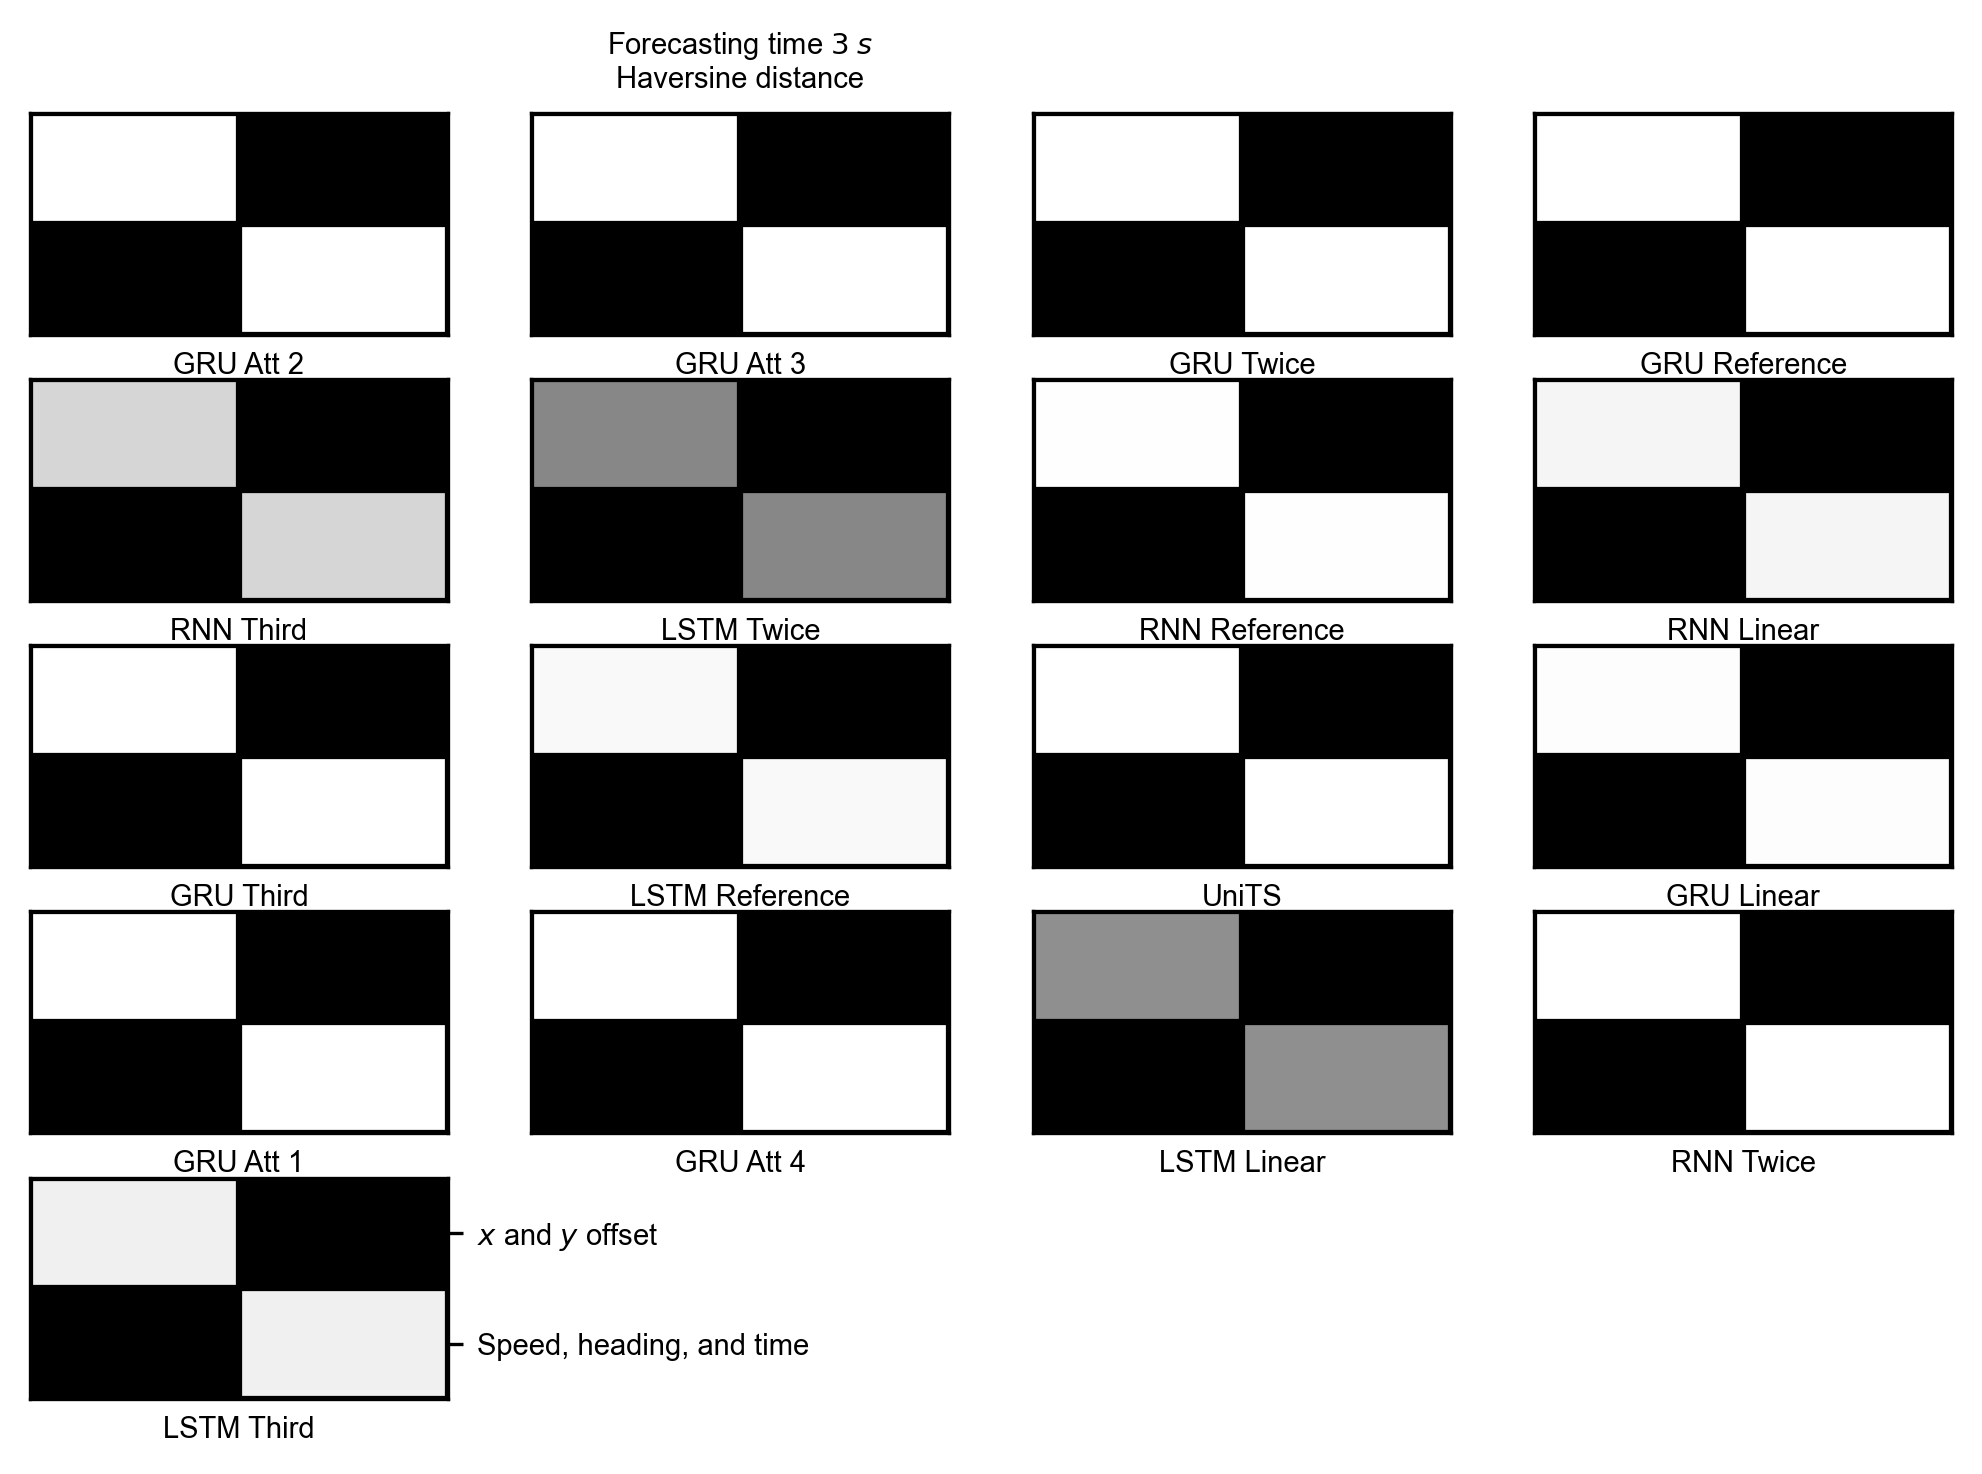 Forecasting time 3 s
Haversine distance
GRU Att 2
GRU Att 3
GRU Twice
GRU Reference
RNN Third
LSTM Twice
RNN Reference
RNN Linear
GRU Third
LSTM Reference
UniTS
GRU Linear
GRU Att 1
GRU Att 4
LSTM Linear
RNN Twice
x and y offset
Speed, heading, and time
LSTM Third